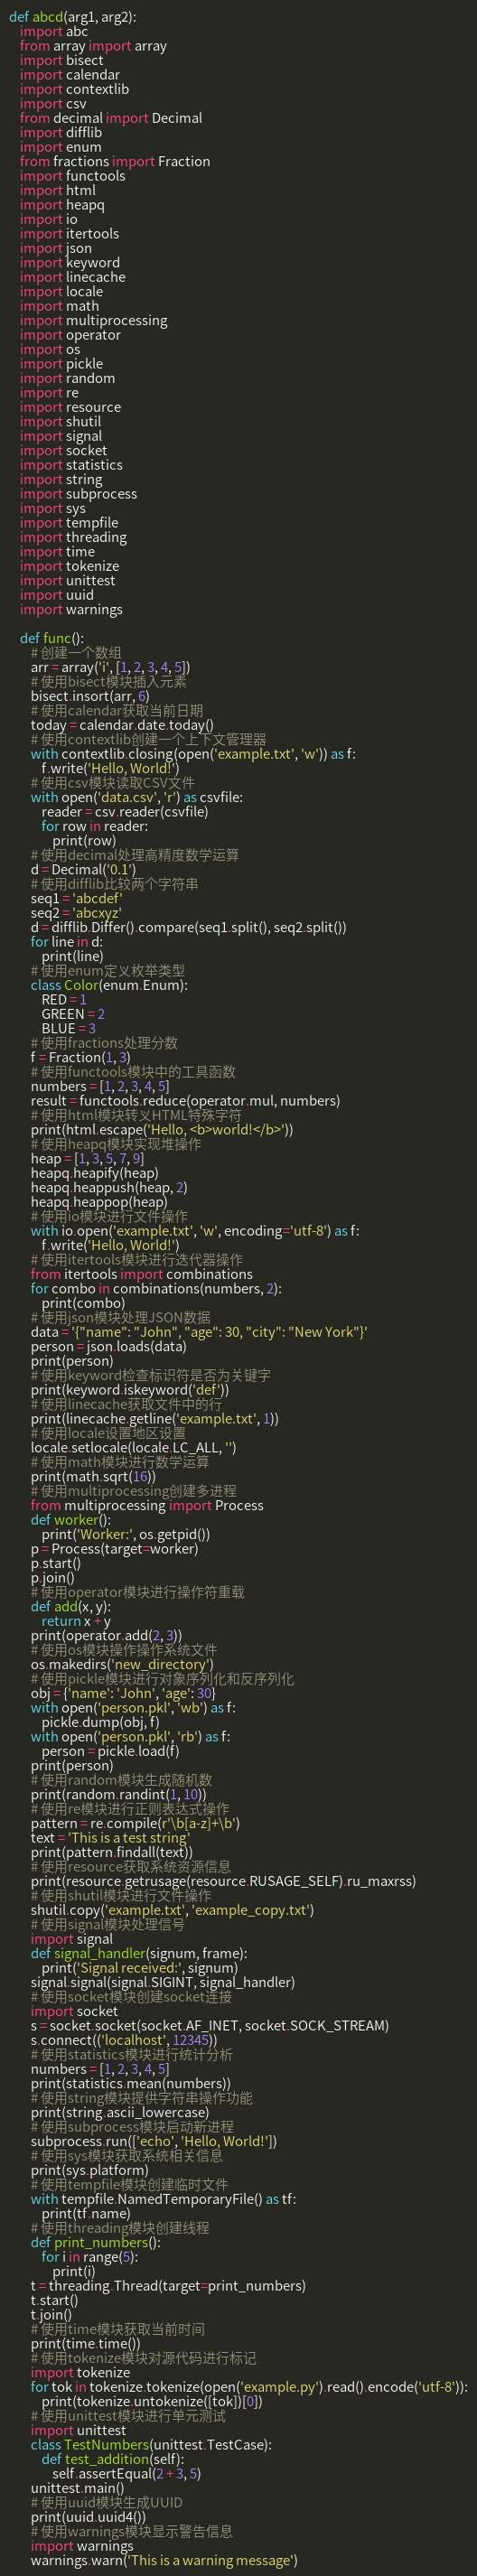 def abcd(arg1, arg2):
    import abc
    from array import array
    import bisect
    import calendar
    import contextlib
    import csv
    from decimal import Decimal
    import difflib
    import enum
    from fractions import Fraction
    import functools
    import html
    import heapq
    import io
    import itertools
    import json
    import keyword
    import linecache
    import locale
    import math
    import multiprocessing
    import operator
    import os
    import pickle
    import random
    import re
    import resource
    import shutil
    import signal
    import socket
    import statistics
    import string
    import subprocess
    import sys
    import tempfile
    import threading
    import time
    import tokenize
    import unittest
    import uuid
    import warnings

    def func():
        # 创建一个数组
        arr = array('i', [1, 2, 3, 4, 5])
        # 使用bisect模块插入元素
        bisect.insort(arr, 6)
        # 使用calendar获取当前日期
        today = calendar.date.today()
        # 使用contextlib创建一个上下文管理器
        with contextlib.closing(open('example.txt', 'w')) as f:
            f.write('Hello, World!')
        # 使用csv模块读取CSV文件
        with open('data.csv', 'r') as csvfile:
            reader = csv.reader(csvfile)
            for row in reader:
                print(row)
        # 使用decimal处理高精度数学运算
        d = Decimal('0.1')
        # 使用difflib比较两个字符串
        seq1 = 'abcdef'
        seq2 = 'abcxyz'
        d = difflib.Differ().compare(seq1.split(), seq2.split())
        for line in d:
            print(line)
        # 使用enum定义枚举类型
        class Color(enum.Enum):
            RED = 1
            GREEN = 2
            BLUE = 3
        # 使用fractions处理分数
        f = Fraction(1, 3)
        # 使用functools模块中的工具函数
        numbers = [1, 2, 3, 4, 5]
        result = functools.reduce(operator.mul, numbers)
        # 使用html模块转义HTML特殊字符
        print(html.escape('Hello, <b>world!</b>'))
        # 使用heapq模块实现堆操作
        heap = [1, 3, 5, 7, 9]
        heapq.heapify(heap)
        heapq.heappush(heap, 2)
        heapq.heappop(heap)
        # 使用io模块进行文件操作
        with io.open('example.txt', 'w', encoding='utf-8') as f:
            f.write('Hello, World!')
        # 使用itertools模块进行迭代器操作
        from itertools import combinations
        for combo in combinations(numbers, 2):
            print(combo)
        # 使用json模块处理JSON数据
        data = '{"name": "John", "age": 30, "city": "New York"}'
        person = json.loads(data)
        print(person)
        # 使用keyword检查标识符是否为关键字
        print(keyword.iskeyword('def'))
        # 使用linecache获取文件中的行
        print(linecache.getline('example.txt', 1))
        # 使用locale设置地区设置
        locale.setlocale(locale.LC_ALL, '')
        # 使用math模块进行数学运算
        print(math.sqrt(16))
        # 使用multiprocessing创建多进程
        from multiprocessing import Process
        def worker():
            print('Worker:', os.getpid())
        p = Process(target=worker)
        p.start()
        p.join()
        # 使用operator模块进行操作符重载
        def add(x, y):
            return x + y
        print(operator.add(2, 3))
        # 使用os模块操作操作系统文件
        os.makedirs('new_directory')
        # 使用pickle模块进行对象序列化和反序列化
        obj = {'name': 'John', 'age': 30}
        with open('person.pkl', 'wb') as f:
            pickle.dump(obj, f)
        with open('person.pkl', 'rb') as f:
            person = pickle.load(f)
        print(person)
        # 使用random模块生成随机数
        print(random.randint(1, 10))
        # 使用re模块进行正则表达式操作
        pattern = re.compile(r'\b[a-z]+\b')
        text = 'This is a test string'
        print(pattern.findall(text))
        # 使用resource获取系统资源信息
        print(resource.getrusage(resource.RUSAGE_SELF).ru_maxrss)
        # 使用shutil模块进行文件操作
        shutil.copy('example.txt', 'example_copy.txt')
        # 使用signal模块处理信号
        import signal
        def signal_handler(signum, frame):
            print('Signal received:', signum)
        signal.signal(signal.SIGINT, signal_handler)
        # 使用socket模块创建socket连接
        import socket
        s = socket.socket(socket.AF_INET, socket.SOCK_STREAM)
        s.connect(('localhost', 12345))
        # 使用statistics模块进行统计分析
        numbers = [1, 2, 3, 4, 5]
        print(statistics.mean(numbers))
        # 使用string模块提供字符串操作功能
        print(string.ascii_lowercase)
        # 使用subprocess模块启动新进程
        subprocess.run(['echo', 'Hello, World!'])
        # 使用sys模块获取系统相关信息
        print(sys.platform)
        # 使用tempfile模块创建临时文件
        with tempfile.NamedTemporaryFile() as tf:
            print(tf.name)
        # 使用threading模块创建线程
        def print_numbers():
            for i in range(5):
                print(i)
        t = threading.Thread(target=print_numbers)
        t.start()
        t.join()
        # 使用time模块获取当前时间
        print(time.time())
        # 使用tokenize模块对源代码进行标记
        import tokenize
        for tok in tokenize.tokenize(open('example.py').read().encode('utf-8')):
            print(tokenize.untokenize([tok])[0])
        # 使用unittest模块进行单元测试
        import unittest
        class TestNumbers(unittest.TestCase):
            def test_addition(self):
                self.assertEqual(2 + 3, 5)
        unittest.main()
        # 使用uuid模块生成UUID
        print(uuid.uuid4())
        # 使用warnings模块显示警告信息
        import warnings
        warnings.warn('This is a warning message')